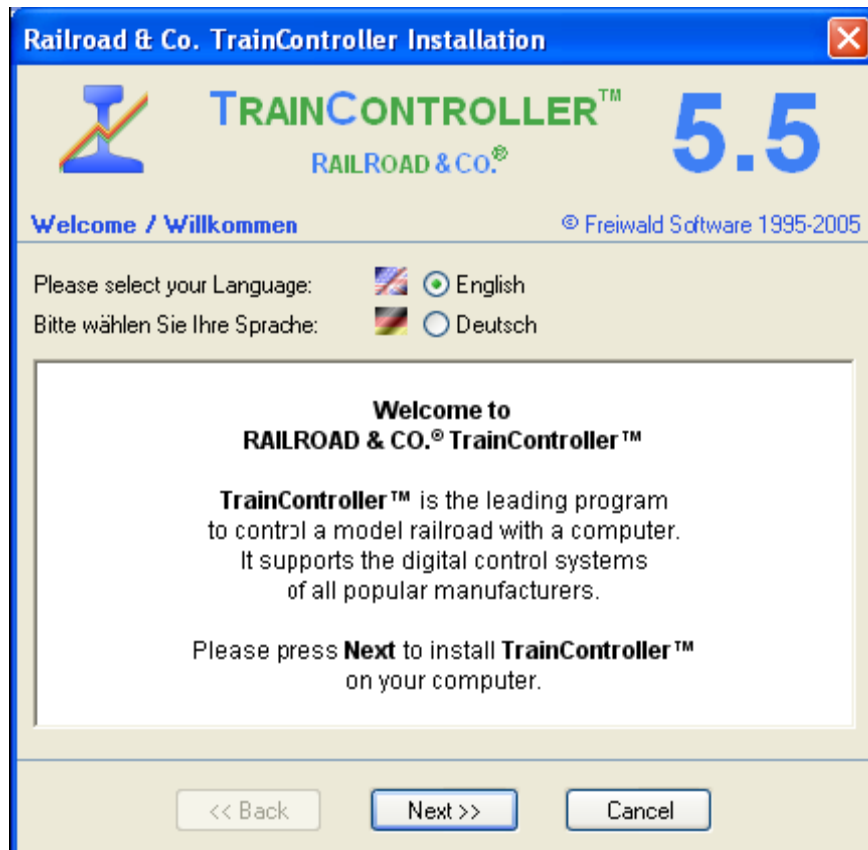 Railroad & Co. TrainController Installation
TRAINCONTROLLER™ 5.5
RAILROAD & CO.®
Welcome / Willkommen © Freiwald Software 1995-2005
Please select your Language: English
Bitte wählen Sie Ihre Sprache: Deutsch
Welcome to
RAILROAD & CO.® TrainController™
TrainController™ is the leading program
to control a model railroad with a computer.
It supports the digital control systems
of all popular manufacturers.
Please press Next to install TrainController™
on your computer.
<< Back Next >> Cancel